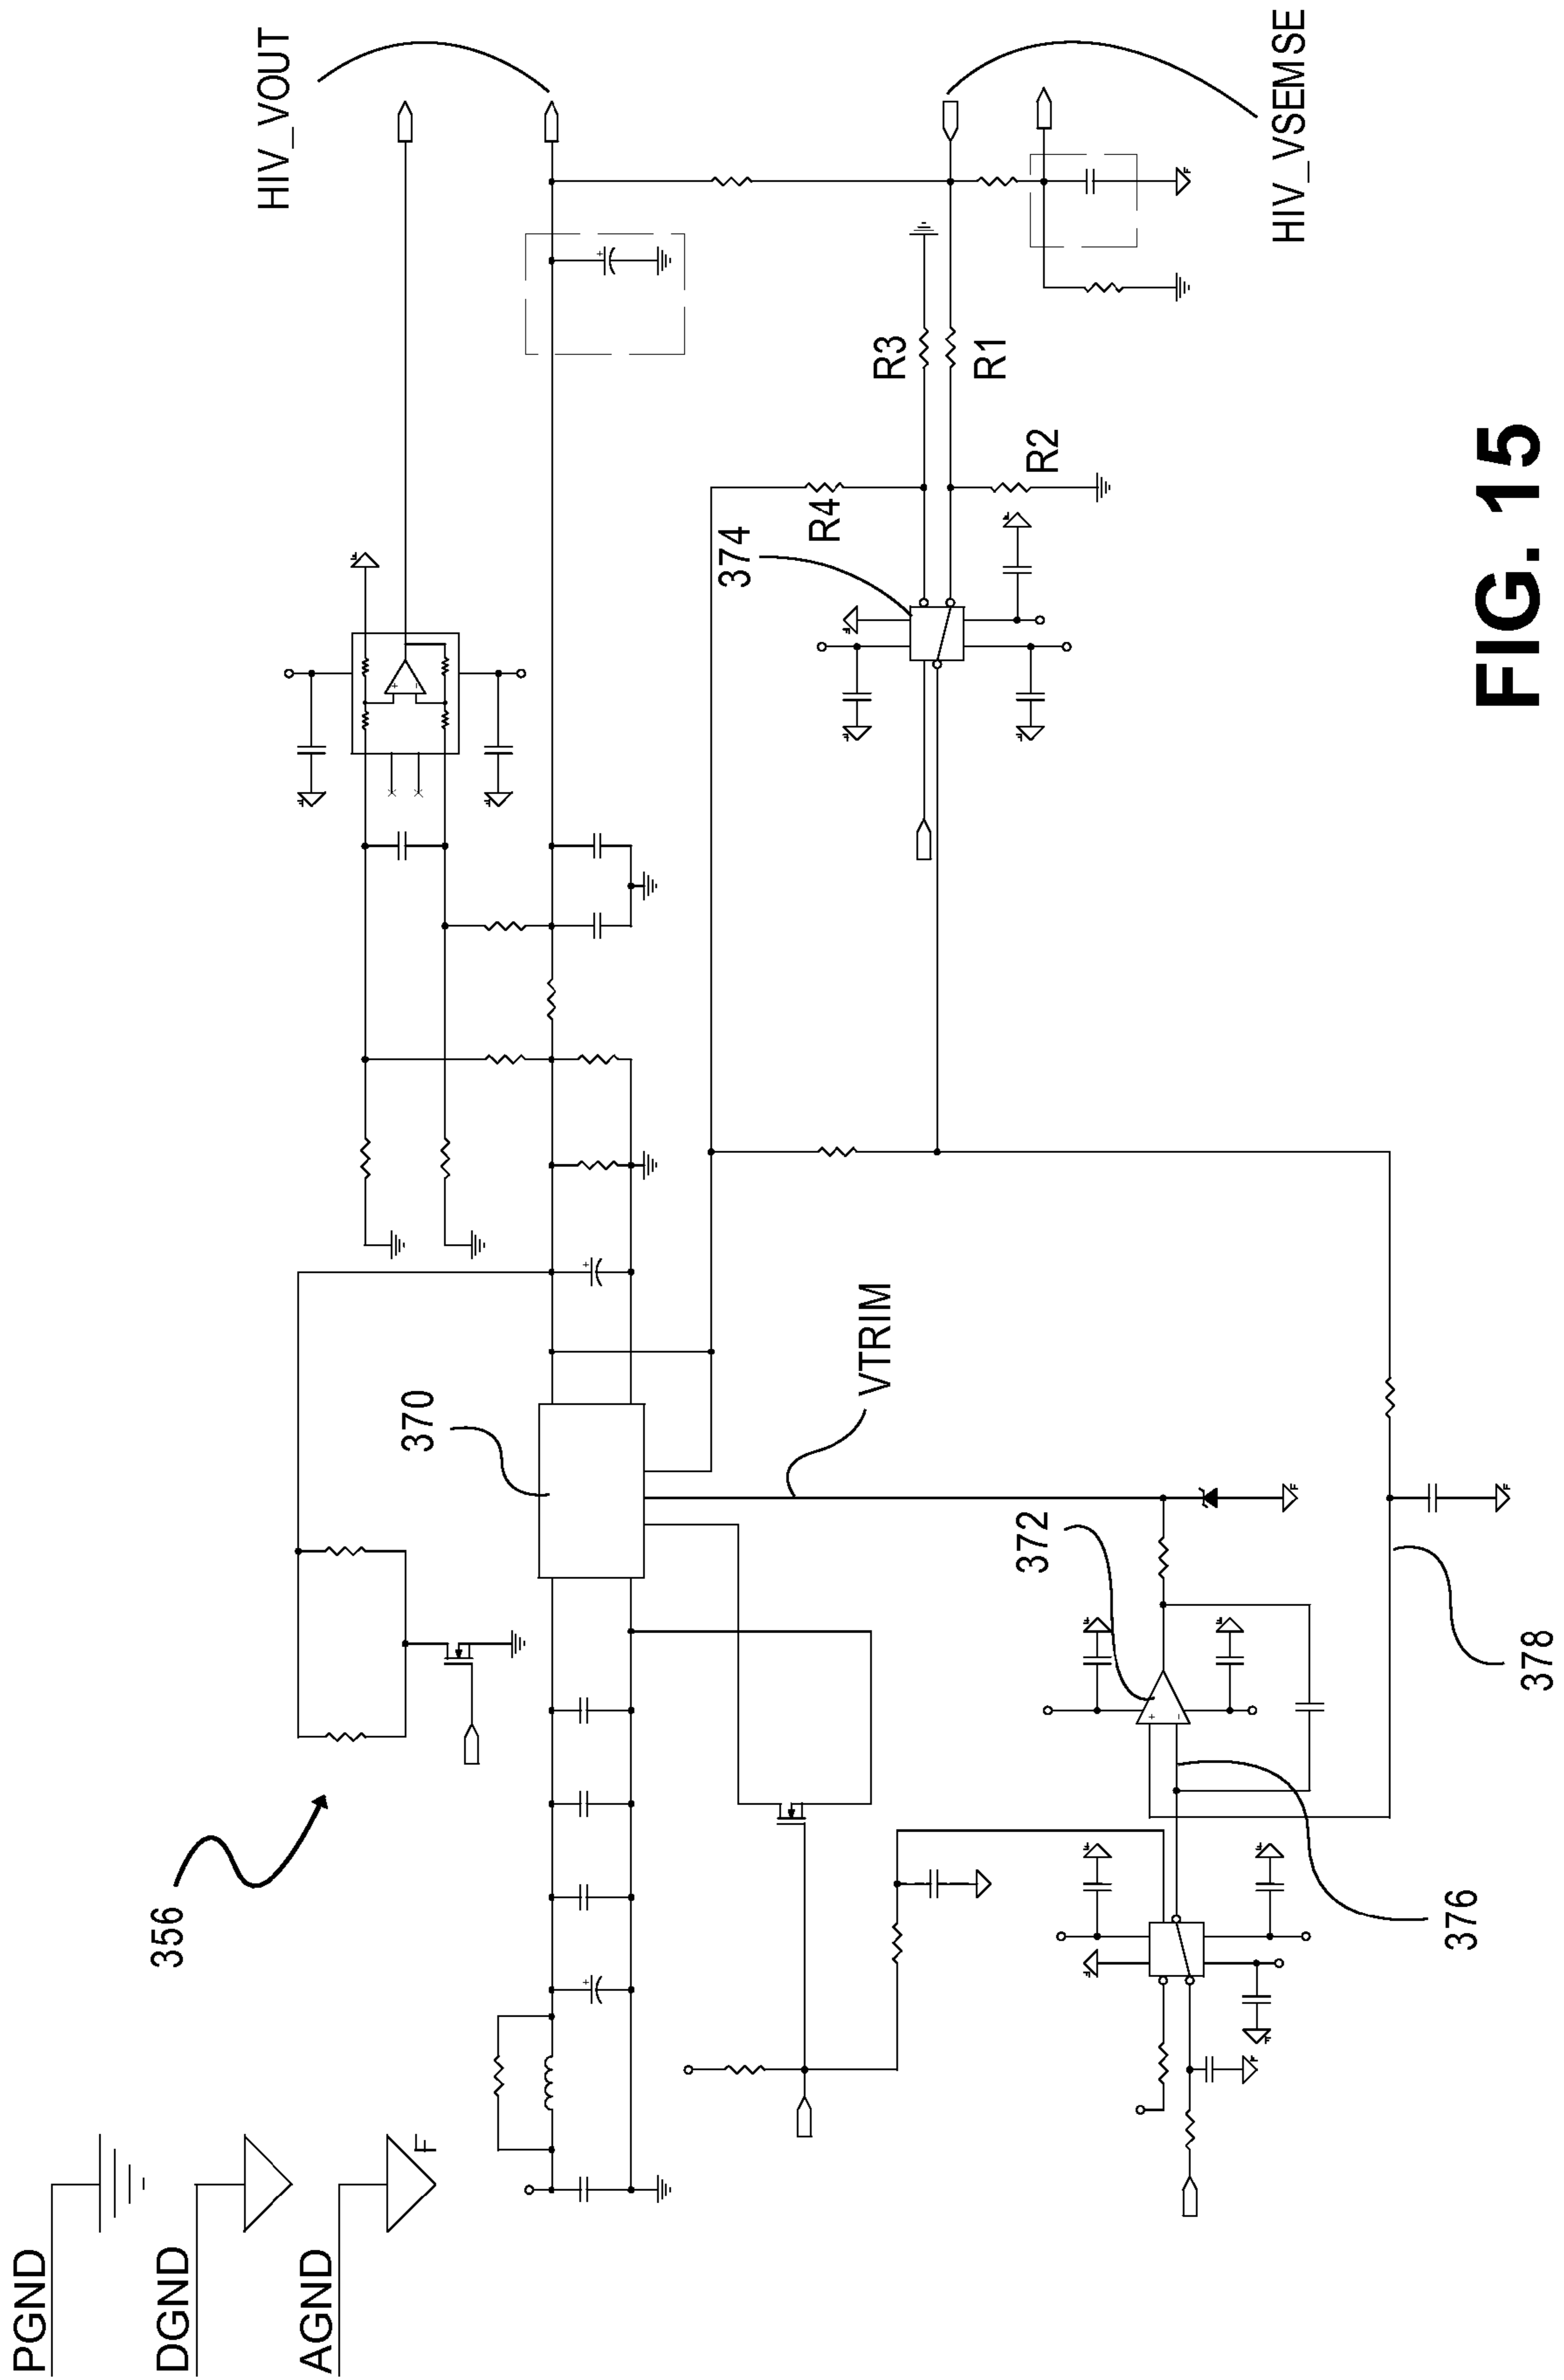 PGND
DGND
AGND
356
370
HIV_VOUT
VTRIM
372
376
378
374
R4
R3
R1
R2
HIV_VSEMSE
FIG. 15